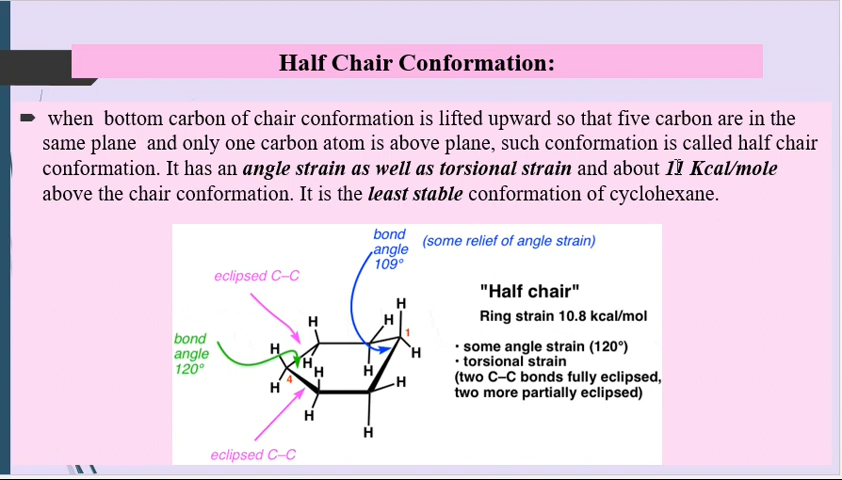 Half Chair Conformation:
when bottom carbon of chair conformation is lifted upward so that five carbon are in the
same plane and only one carbon atom is above plane, such conformation is called half chair
conformation. It has an angle strain as well as torsional strain and about 11 Kcal/mole
above the chair conformation. It is the least stable conformation of cyclohexane.
bond
angle
109°
(some relief of angle strain)
eclipsed C–C
"Half chair"
Ring strain 10.8 kcal/mol
bond
angle
120°
• some angle strain (120°)
• torsional strain
(two C–C bonds fully eclipsed,
two more partially eclipsed)
H
H
H
1
H
H
H
H
H
4
H
H
H
H
eclipsed C–C